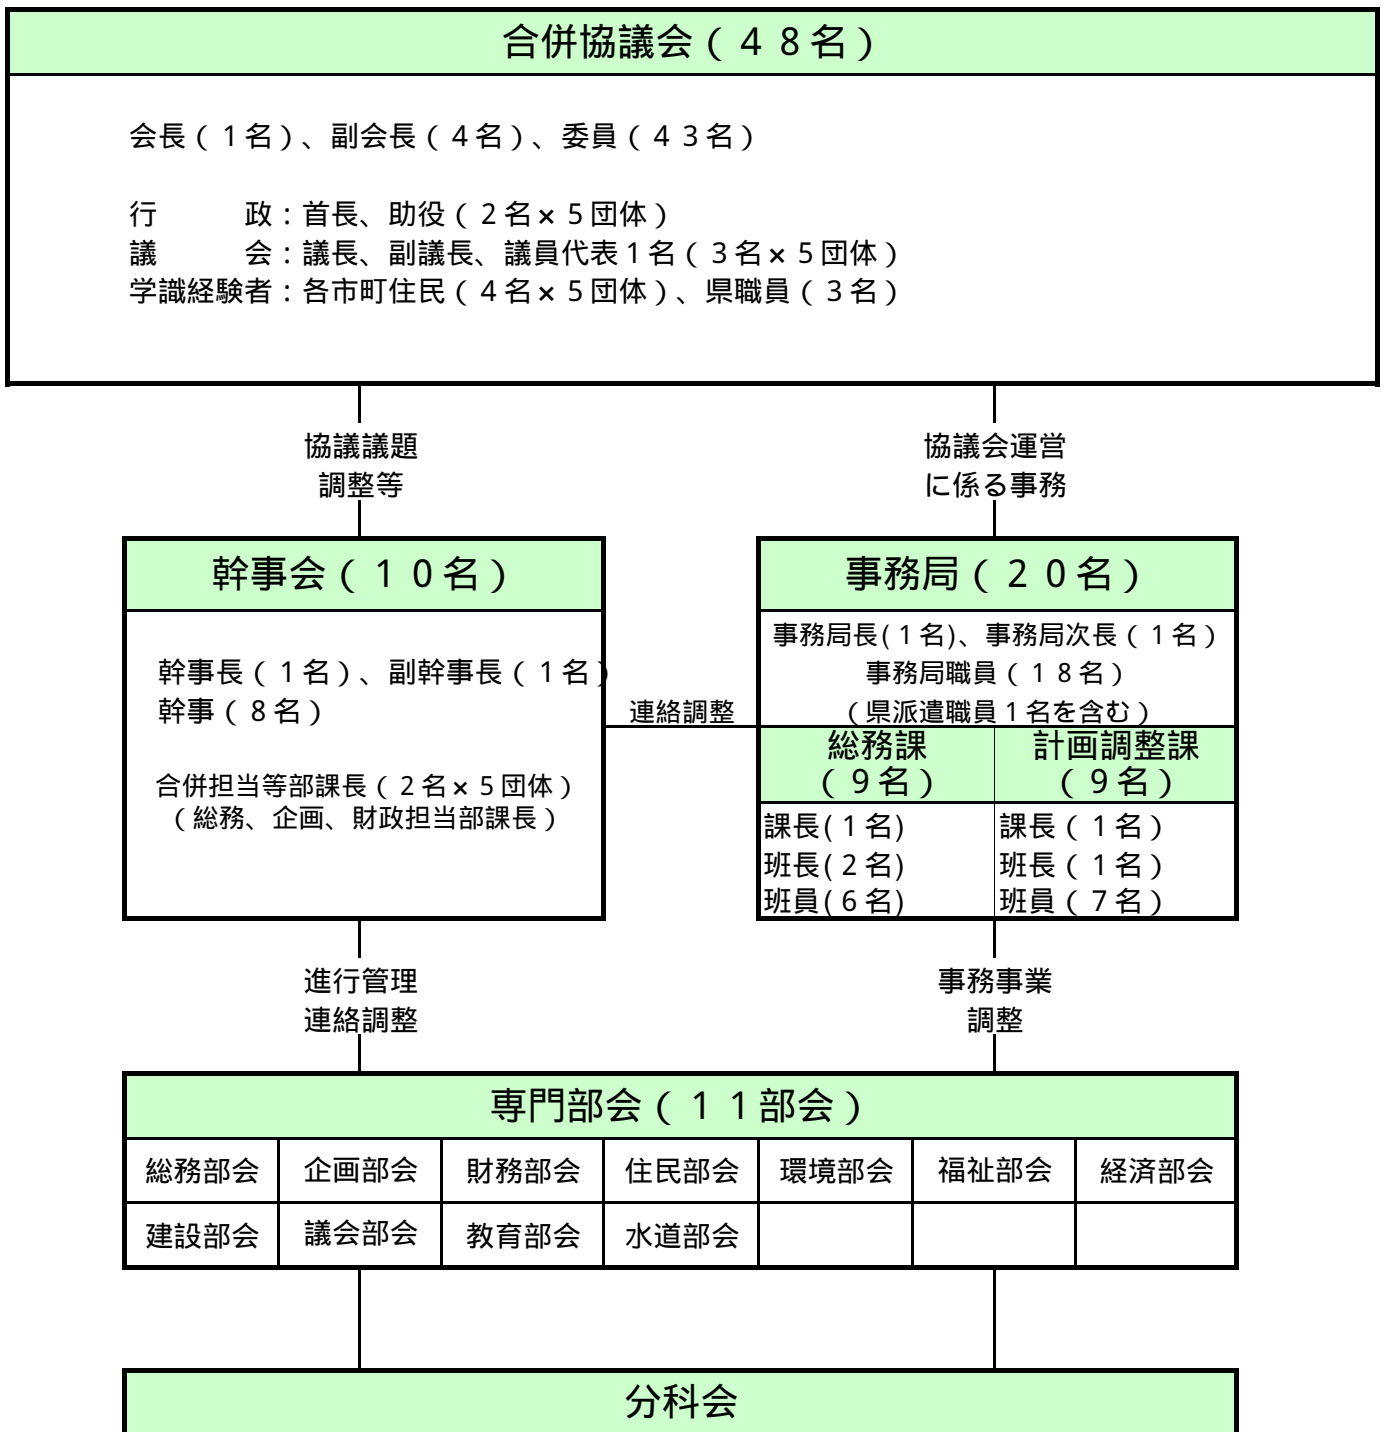 合併協議会（４８名）
会長（１名）、副会長（４名）、委員（４３名）
行　　　政：首長、助役（２名×５団体）
議　　　会：議長、副議長、議員代表１名（３名×５団体）
学識経験者：各市町住民（４名×５団体）、県職員（３名）
協議議題
調整等
協議会運営
に係る事務
幹事会（１０名）
幹事長（１名）、副幹事長（１名）
幹事（８名）
合併担当等部課長（２名×５団体）
（総務、企画、財政担当部課長）
連絡調整
事務局（２０名）
事務局長(１名)、事務局次長（１名）
事務局職員（１８名）
（県派遣職員１名を含む）
総務課
（９名）
計画調整課
（９名）
課長(１名)
班長(２名)
班員(６名)
課長（１名）
班長（１名）
班員（７名）
進行管理
連絡調整
事務事業
調整
専門部会（１１部会）
総務部会 企画部会 財務部会 住民部会 環境部会 福祉部会 経済部会
建設部会 議会部会 教育部会 水道部会
分科会